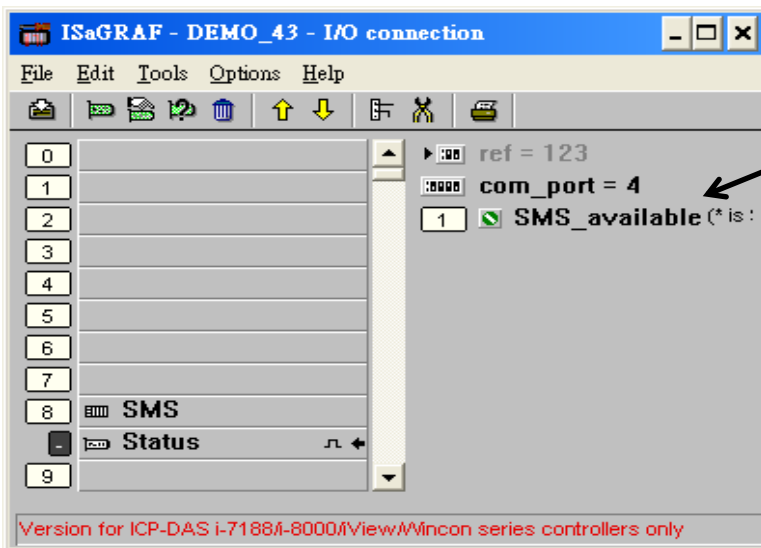 ISaGRAF - DEMO_43 - I/O connection
File Edit Tools Options Help
0
1
2
3
4
5
6
7
8 SMS
- Status
9
ref = 123
com_port = 4
1 SMS_available (* is
Version for ICP-DAS i-7188/i-8000/iView/Wincon series controllers only